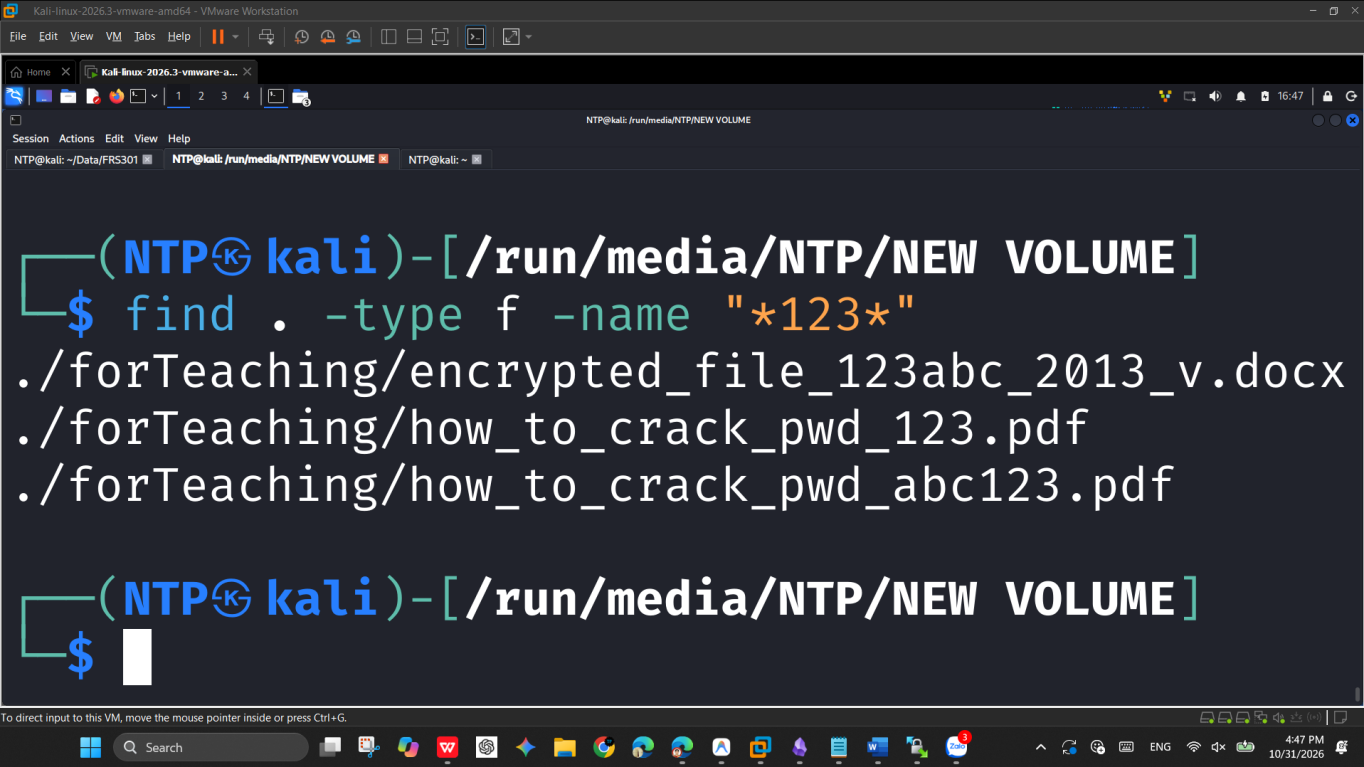 Kali-linux-2026.3-vmware-amd64 - VMware Workstation
File Edit View VM Tabs Help
Home Kali-linux-2026.3-vmware-a...
1 2 3 4 3 16:47
NTP@kali: /run/media/NTP/NEW VOLUME
Session Actions Edit View Help
NTP@kali: ~/Data/FRS301 NTP@kali: /run/media/NTP/NEW VOLUME NTP@kali: ~
┌──(NTP㉿kali)-[/run/media/NTP/NEW VOLUME]
└─$ find . -type f -name "*123*"
./forTeaching/encrypted_file_123abc_2013_v.docx
./forTeaching/how_to_crack_pwd_123.pdf
./forTeaching/how_to_crack_pwd_abc123.pdf
┌──(NTP㉿kali)-[/run/media/NTP/NEW VOLUME]
└─$
To direct input to this VM, move the mouse pointer inside or press Ctrl+G.
Search W Zalo 3 ENG 4:47 PM
10/31/2026